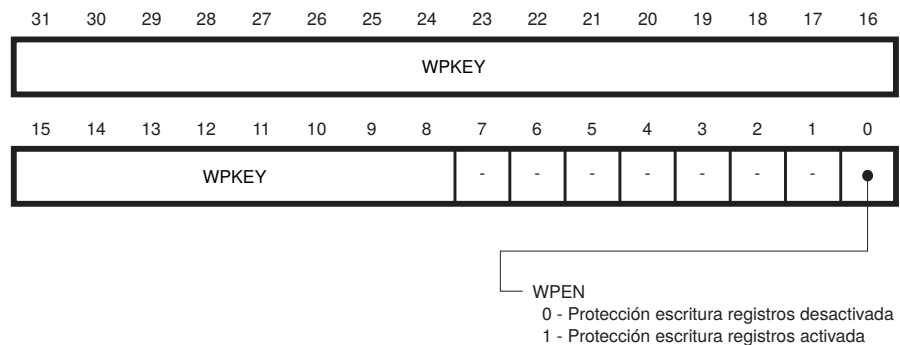 31 30 29 28 27 26 25 24 23 22 21 20 19 18 17 16
WPKEY
15 14 13 12 11 10 9 8 7 6 5 4 3 2 1 0
WPKEY - - - - - - -
WPEN
0 - Protección escritura registros desactivada
1 - Protección escritura registros activada